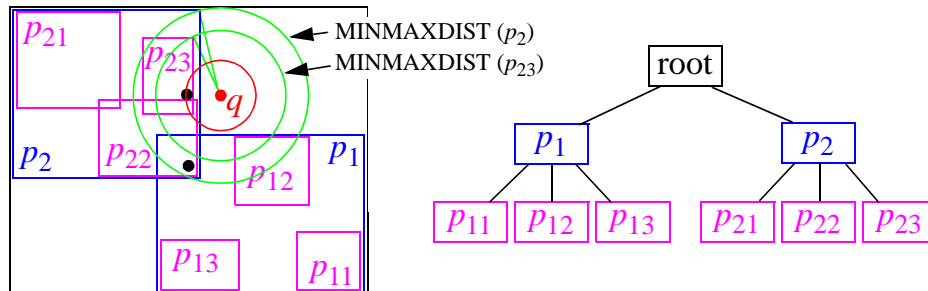 p21
p23
MINMAXDIST (p2)
MINMAXDIST (p23)
q
p22
p2
p1
p12
p13
p11
root
p1
p2
p11
p12
p13
p21
p22
p23